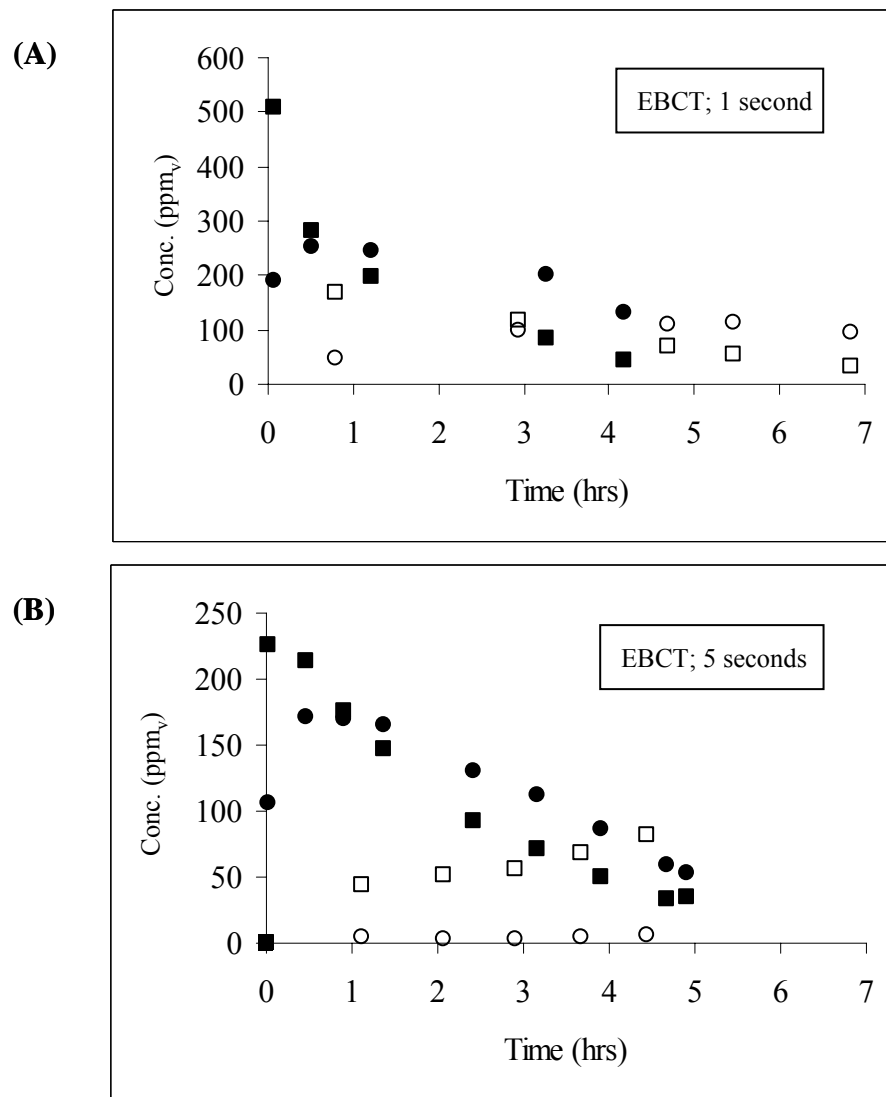 (A)
600
500
400
300
200
100
0
Conc. (ppmv)
EBCT; 1 second
0 1 2 3 4 5 6 7
Time (hrs)
(B)
250
200
150
100
50
0
Conc. (ppmv)
EBCT; 5 seconds
0 1 2 3 4 5 6 7
Time (hrs)